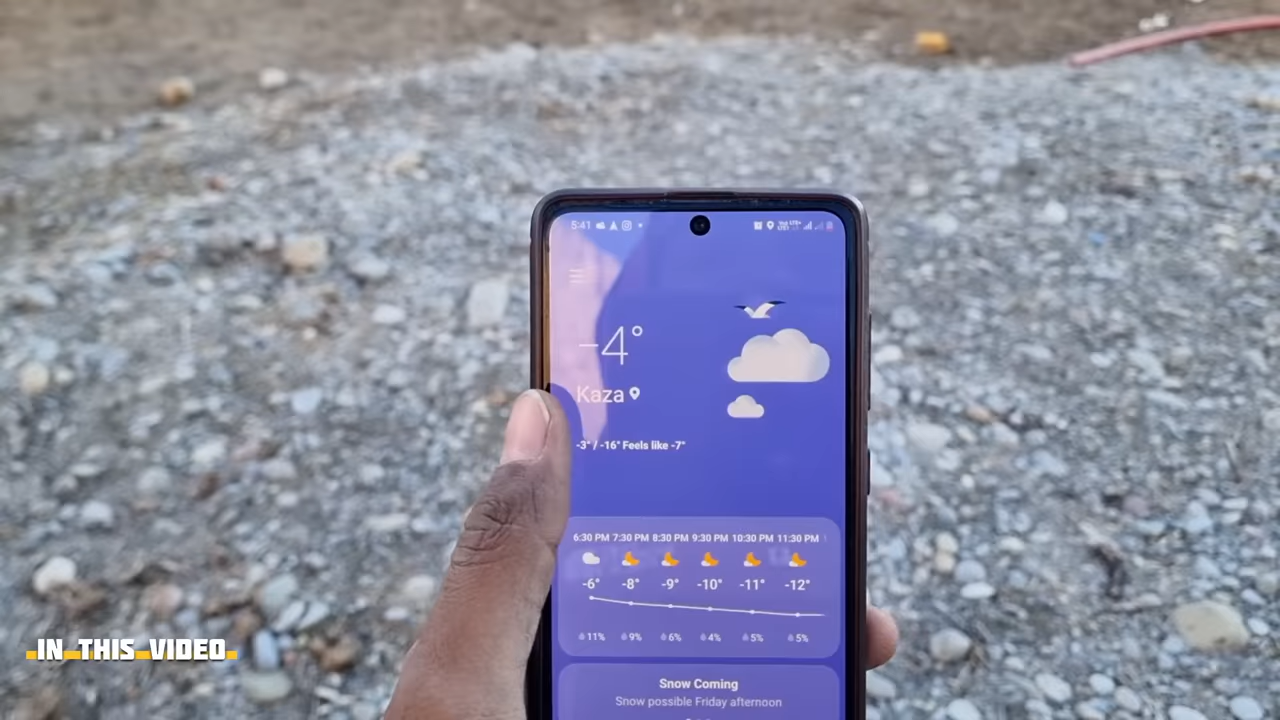 5:41
-4°
Kaza
-3° / -16° Feels like -7°
6:30 PM 7:30 PM 8:30 PM 9:30 PM 10:30 PM 11:30 PM
-6° -8° -9° -10° -11° -12°
11% 9% 6% 4% 5% 5%
Snow Coming
Snow possible Friday afternoon
IN THIS VIDEO